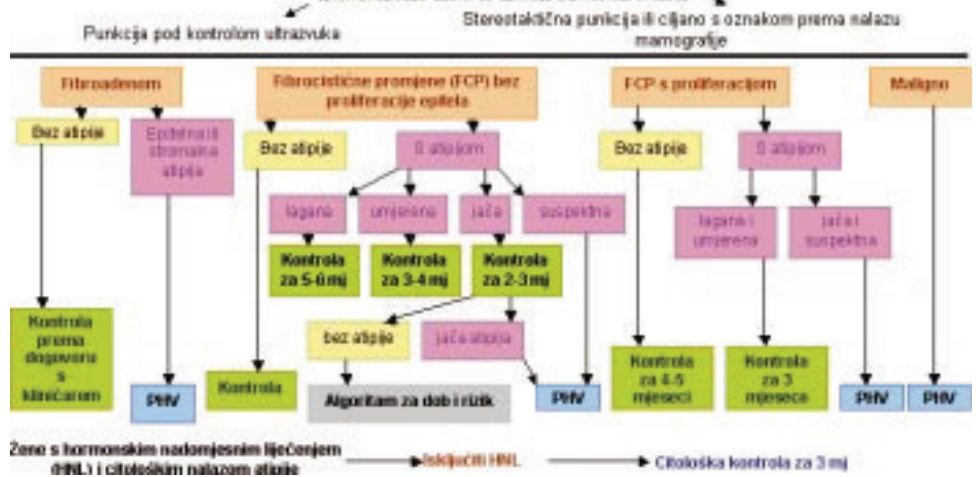 Punkcija pod kontrolom ultrazvuka
Stereotaktična punkcija ili ciljano s oznakom prema nalazu
mamografije
Fibroadenom
Fibrocistične promjene (FCP) bez
proliferacije epitela
FCP s proliferacijom
Maligno
Bez atipije
Epitelna ili
stromalna
atipija
Bez atipije
S atipijom
Bez atipije
S atipijom
lagana
umjerena
jača
suspektna
lagana i
umjerena
jača i
suspektna
Kontrola
za 5-6 mj
Kontrola
za 3-4 mj
Kontrola
za 2-3 mj
bez atipije
jača atipija
Kontrola
prema
dogovoru
s
kliničarem
PHV
Kontrola
Algoritam za dob i rizik
PHV
Kontrola
za 4-5
mjeseci
Kontrola
za 3
mjeseca
PHV
PHV
Žene s hormonskim nadomjesnim liječenjem
(HNL) i citološkim nalazom atipije
Isključiti HNL
Citološka kontrola za 3 mj